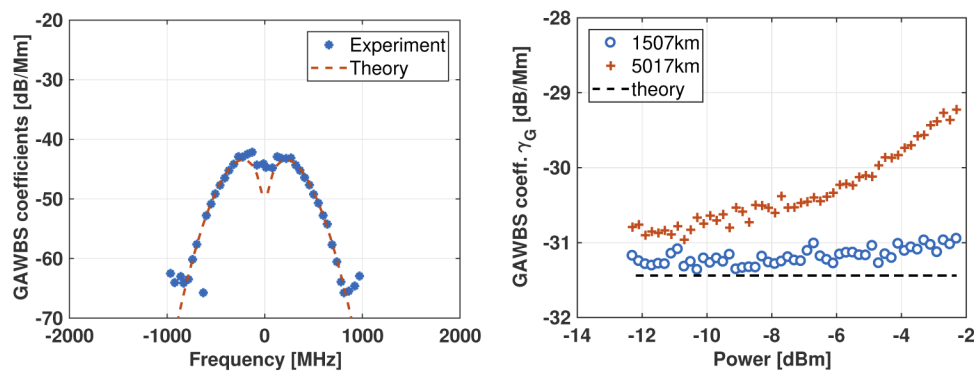 GAWBS coefficients [dB/Mm]
-20
-30
-40
-50
-60
-70
-2000
-1000
0
1000
2000
Frequency [MHz]
Experiment
Theory
GAWBS coeff. γG [dB/Mm]
-28
-29
-30
-31
-32
-14
-12
-10
-8
-6
-4
-2
Power [dBm]
1507km
5017km
theory